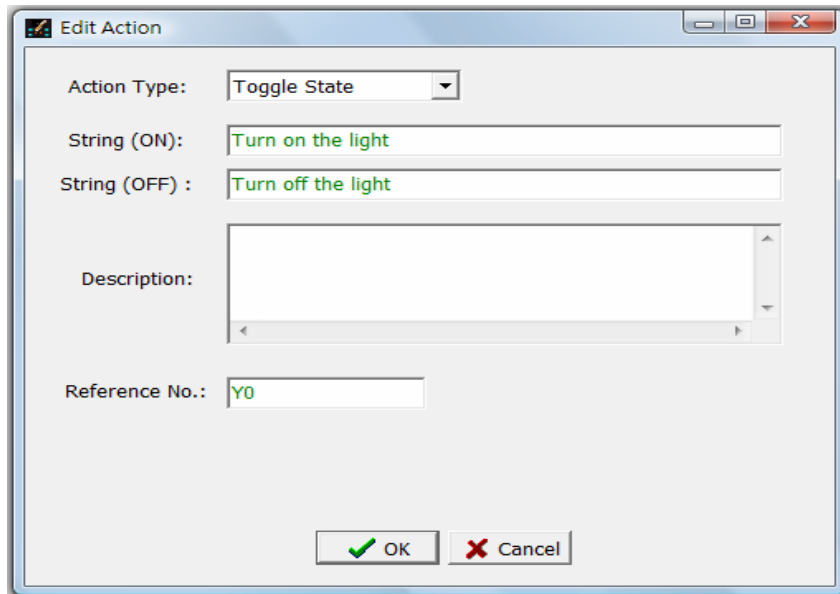 Edit Action
Action Type: Toggle State
String (ON): Turn on the light
String (OFF) : Turn off the light
Description:
Reference No.: Y0
OK Cancel